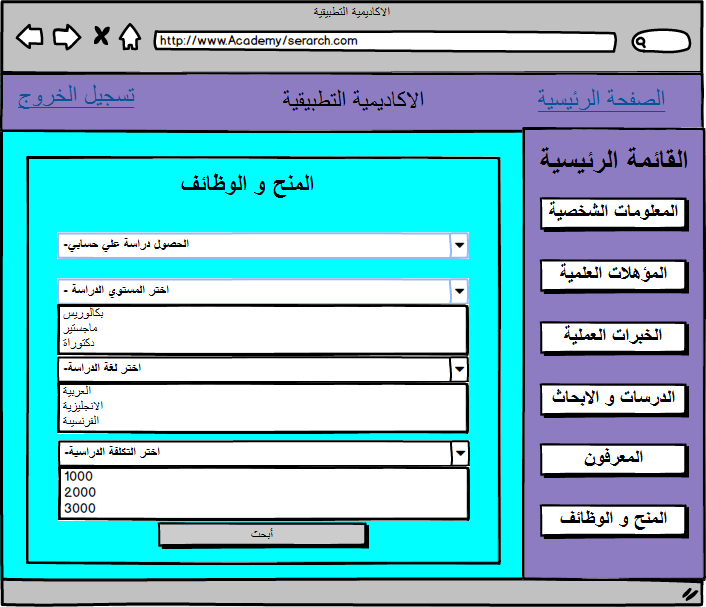 الاكاديمية التطبيقية
http://www.Academy/serarch.com
الصفحة الرئيسية
الاكاديمية التطبيقية
تسجيل الخروج
القائمة الرئيسية
المعلومات الشخصية
المؤهلات العلمية
الخبرات العملية
الدرسات و الابحاث
المعرفون
المنح و الوظائف
المنح و الوظائف
الحصول دراسة علي حسابي-
اختر المستوي الدراسة -
بكالوريس
ماجستير
دكتوراة
اختر لغة الدراسة-
العربية
الانجليزية
الفرنسية
اختر التكلفة الدراسية-
1000
2000
3000
أبحث